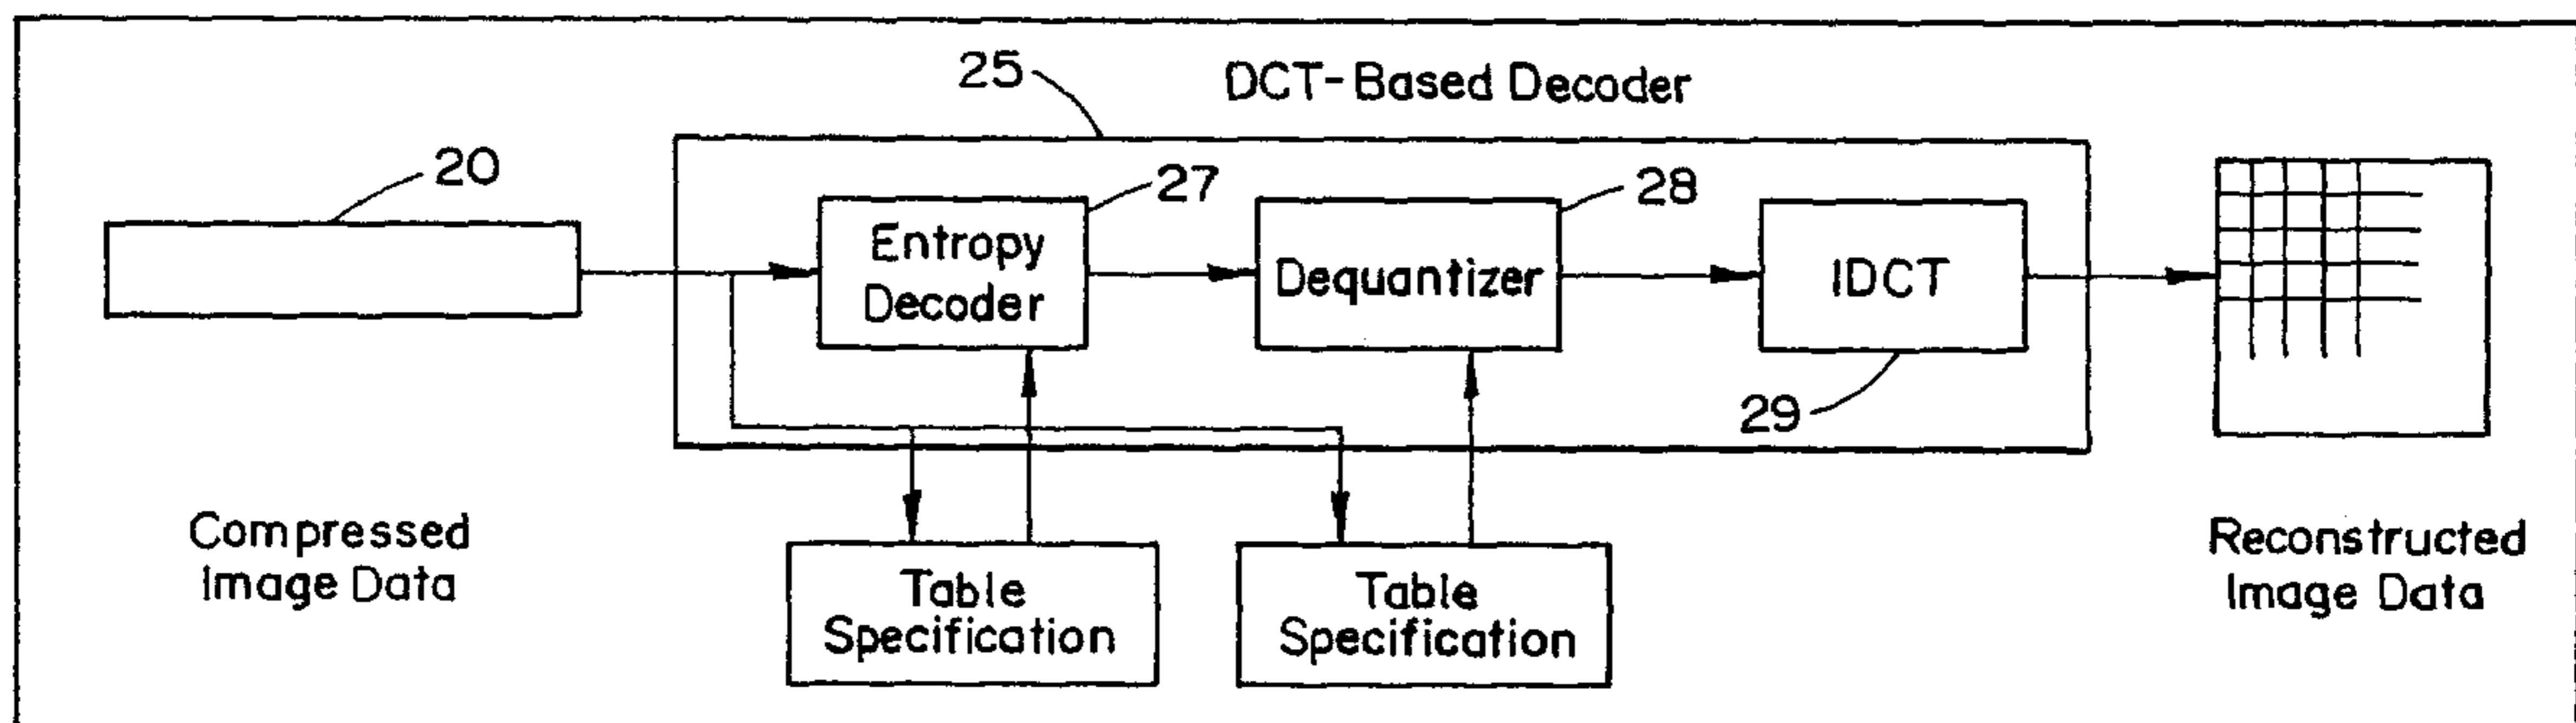 25
DCT-Based Decoder
20
27
28
Entropy
Decoder
Dequantizer
IDCT
29
Compressed
Image Data
Table
Specification
Table
Specification
Reconstructed
Image Data